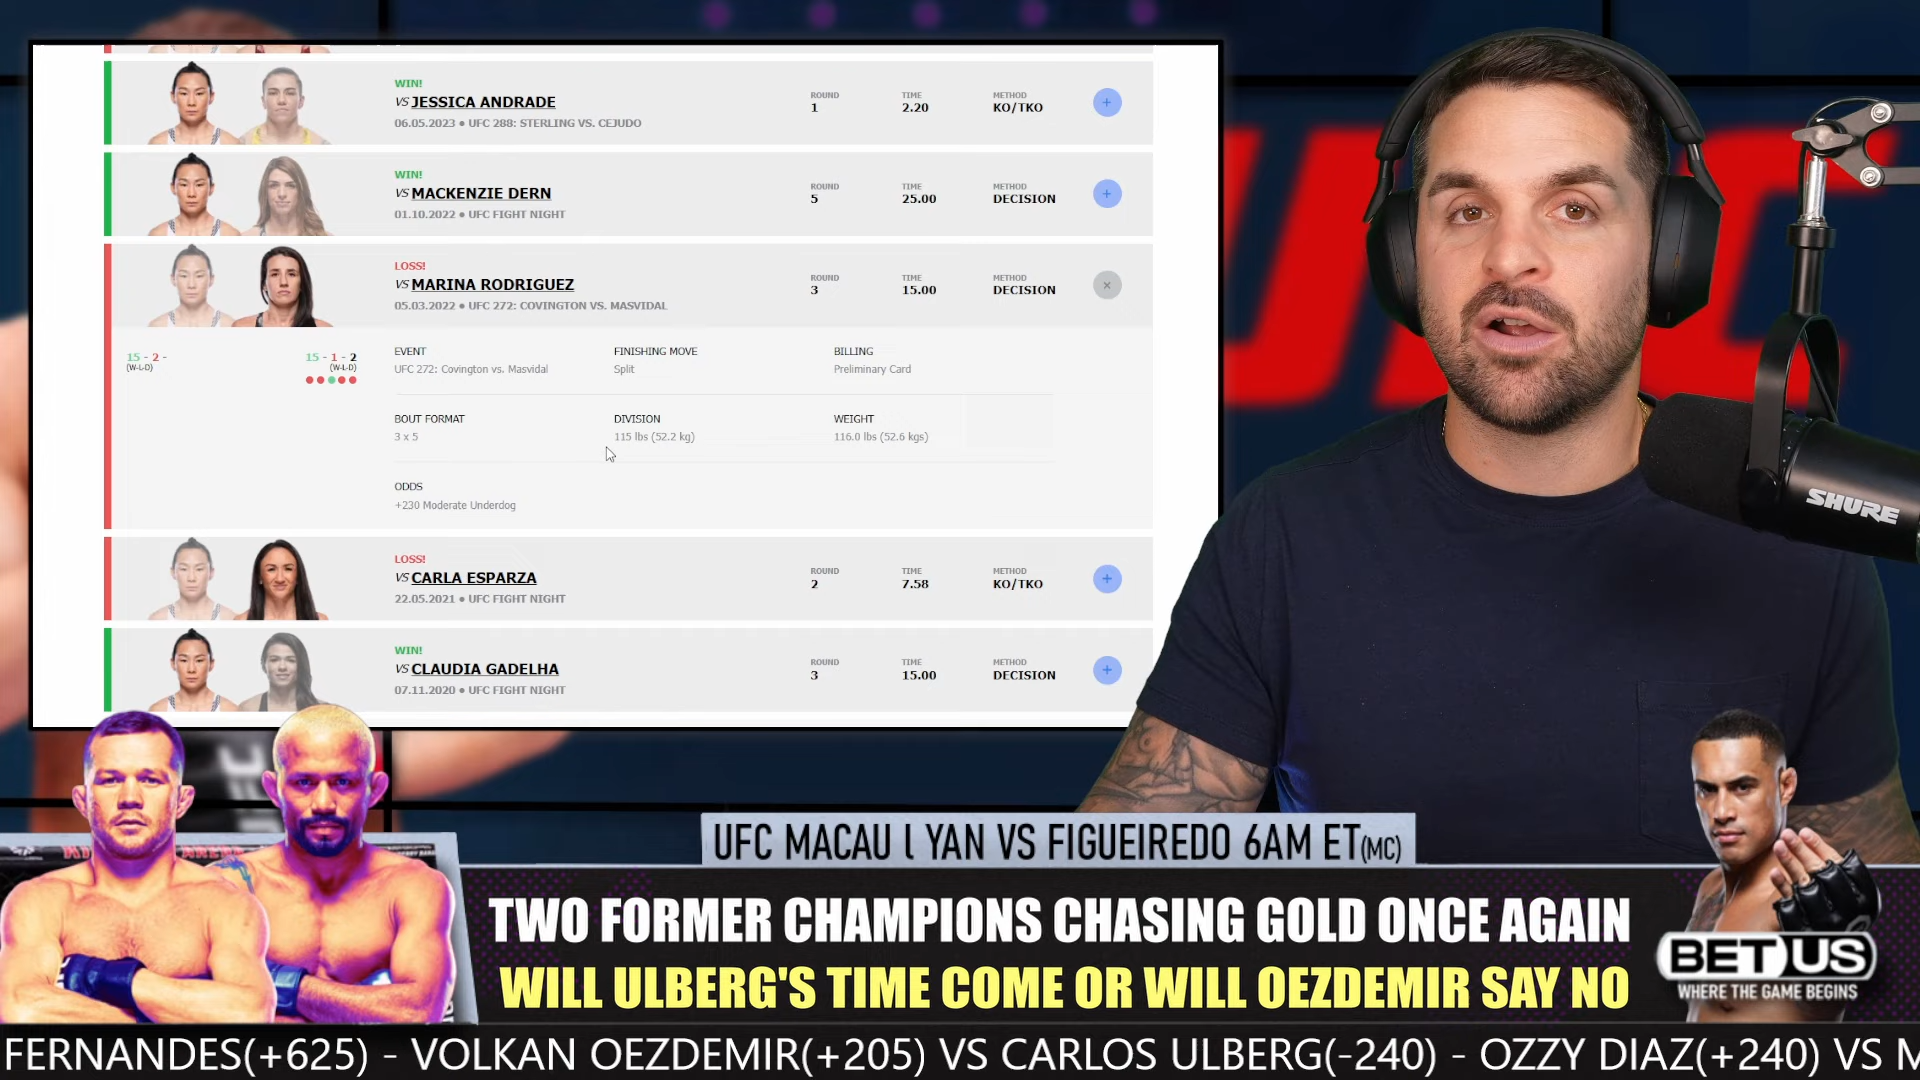 WIN!
VS JESSICA ANDRADE
06.05.2023 ● UFC 288: STERLING VS. CEJUDO
ROUND
1
TIME
2.20
METHOD
KO/TKO
+
WIN!
VS MACKENZIE DERN
01.10.2022 ● UFC FIGHT NIGHT
ROUND
5
TIME
25.00
METHOD
DECISION
+
LOSS!
VS MARINA RODRIGUEZ
05.03.2022 ● UFC 272: COVINGTON VS. MASVIDAL
ROUND
3
TIME
15.00
METHOD
DECISION
×
15 - 2 -
(W-L-D)
15 - 1 - 2
(W-L-D)
EVENT
UFC 272: Covington vs. Masvidal
FINISHING MOVE
Split
BILLING
Preliminary Card
BOUT FORMAT
3 x 5
DIVISION
115 lbs (52.2 kg)
WEIGHT
116.0 lbs (52.6 kgs)
ODDS
+230 Moderate Underdog
LOSS!
VS CARLA ESPARZA
22.05.2021 ● UFC FIGHT NIGHT
ROUND
2
TIME
7.58
METHOD
KO/TKO
+
WIN!
VS CLAUDIA GADELHA
07.11.2020 ● UFC FIGHT NIGHT
ROUND
3
TIME
15.00
METHOD
DECISION
+
UFC
SHURE
UFC MACAU l YAN VS FIGUEIREDO 6AM ET(MC)
TWO FORMER CHAMPIONS CHASING GOLD ONCE AGAIN
WILL ULBERG'S TIME COME OR WILL OEZDEMIR SAY NO
BETUS
WHERE THE GAME BEGINS
FERNANDES(+625) - VOLKAN OEZDEMIR(+205) VS CARLOS ULBERG(-240) - OZZY DIAZ(+240) VS M